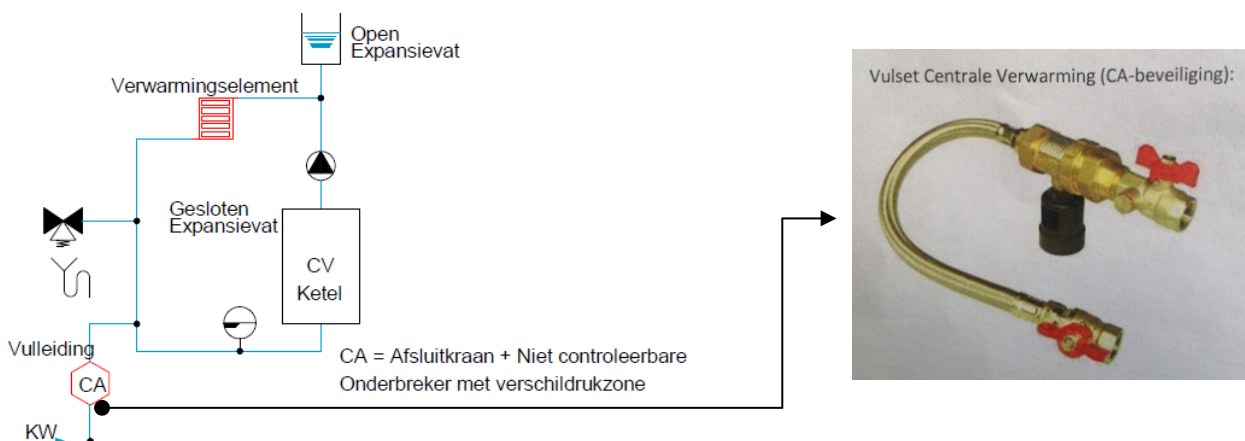 Open
Expansievat
Verwarmingselement
Gesloten
Expansievat
CV
Ketel
Vulleiding
CA
KW
CA = Afsluitkraan + Niet controleerbare
Onderbreker met verschildrukzone
Vulset Centrale Verwarming (CA-beveiliging):